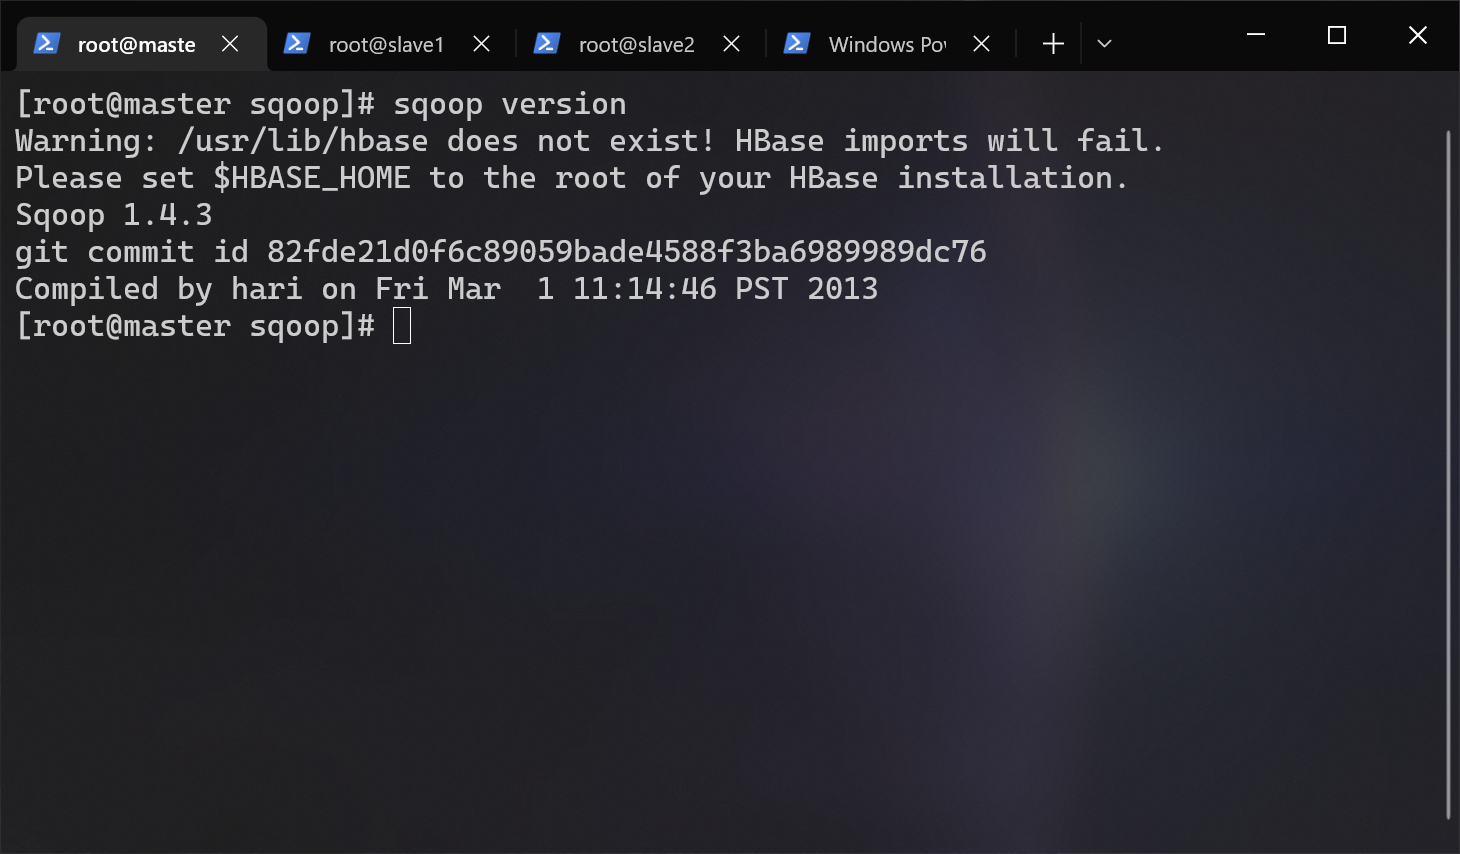 root@maste
root@slave1
root@slave2
Windows Pov
[root@master sqoop]# sqoop version
Warning: /usr/lib/hbase does not exist! HBase imports will fail.
Please set $HBASE_HOME to the root of your HBase installation.
Sqoop 1.4.3
git commit id 82fde21d0f6c89059bade4588f3ba6989989dc76
Compiled by hari on Fri Mar  1 11:14:46 PST 2013
[root@master sqoop]#